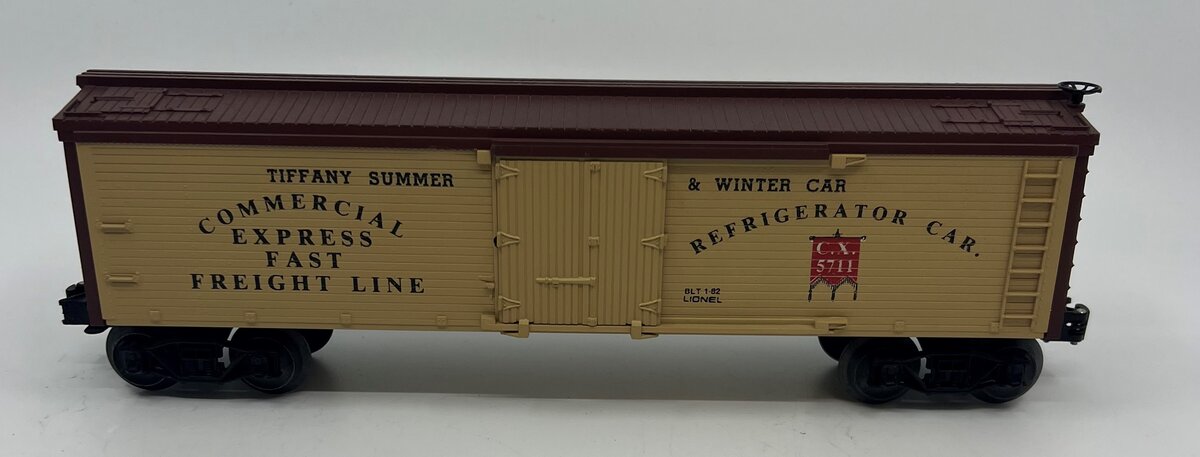 TIFFANY SUMMER
& WINTER CAR
COMMERCIAL
EXPRESS
FAST
FREIGHT LINE
REFRIGERATOR CAR.
C.X.
5711
BLT 1-82
LIONEL